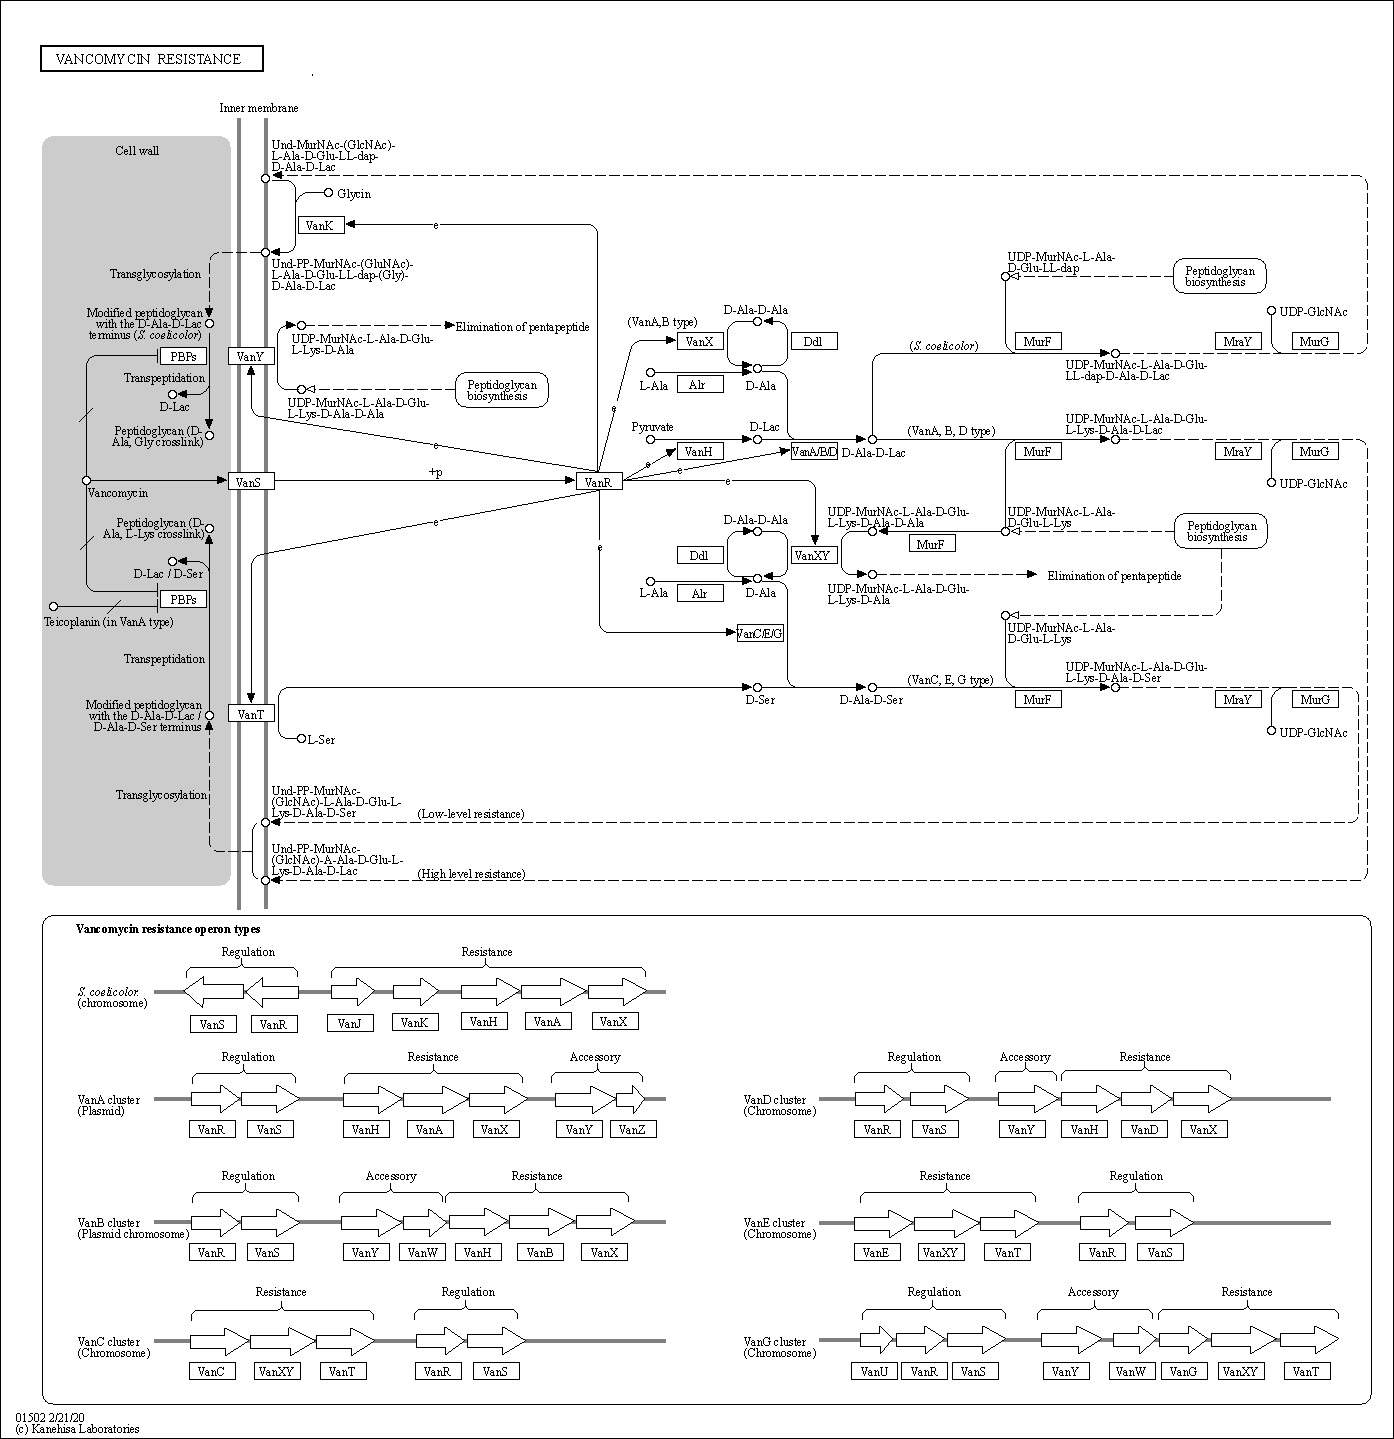 VANCOMYCIN RESISTANCE
Inner membrane
Cell wall
Und-MurNAc-(GlcNAc)-
L-Ala-D-Glu-LL-dap-
D-Ala-D-Lac
Glycin
VanK
e
Und-PP-MurNAc-(GluNAc)-
L-Ala-D-Glu-LL-dap-(Gly)-
D-Ala-D-Lac
Transglycosylation
Modified peptidoglycan
with the D-Ala-D-Lac
terminus (S. coelicolor)
PBPs
Transpeptidation
D-Lac
Peptidoglycan (D-
Ala, Gly crosslink)
VanY
UDP-MurNAc-L-Ala-D-Glu-
L-Lys-D-Ala
Elimination of pentapeptide
UDP-MurNAc-L-Ala-D-Glu-
L-Lys-D-Ala-D-Ala
Peptidoglycan
biosynthesis
e
Vancomycin
VanS
+p
VanR
e
Peptidoglycan (D-
Ala, L-Lys crosslink)
D-Lac / D-Ser
PBPs
Teicoplanin (in VanA type)
Transpeptidation
Modified peptidoglycan
with the D-Ala-D-Lac /
D-Ala-D-Ser terminus
VanT
L-Ser
Transglycosylation
(VanA,B type)
VanX
D-Ala-D-Ala
Ddl
L-Ala
Alr
D-Ala
e
Pyruvate
VanH
D-Lac
VanA/B/D
D-Ala-D-Lac
e
e
e
D-Ala-D-Ala
Ddl
VanXY
L-Ala
Alr
D-Ala
e
VanC/E/G
D-Ser
D-Ala-D-Ser
(S. coelicolor)
UDP-MurNAc-L-Ala-
D-Glu-LL-dap
Peptidoglycan
biosynthesis
UDP-GlcNAc
MurF
MraY
MurG
UDP-MurNAc-L-Ala-D-Glu-
LL-dap-D-Ala-D-Lac
UDP-MurNAc-L-Ala-D-Glu-
L-Lys-D-Ala-D-Lac
(VanA, B, D type)
MurF
MraY
MurG
UDP-GlcNAc
UDP-MurNAc-L-Ala-D-Glu-
L-Lys-D-Ala-D-Ala
MurF
UDP-MurNAc-L-Ala-
D-Glu-L-Lys
Peptidoglycan
biosynthesis
Elimination of pentapeptide
UDP-MurNAc-L-Ala-D-Glu-
L-Lys-D-Ala
UDP-MurNAc-L-Ala-
D-Glu-L-Lys
UDP-MurNAc-L-Ala-D-Glu-
L-Lys-D-Ala-D-Ser
(VanC, E, G type)
MurF
MraY
MurG
UDP-GlcNAc
Und-PP-MurNAc-
(GlcNAc)-L-Ala-D-Glu-L-
Lys-D-Ala-D-Ser
(Low-level resistance)
Und-PP-MurNAc-
(GlcNAc)-A-Ala-D-Glu-L-
Lys-D-Ala-D-Lac
(High level resistance)
Vancomycin resistance operon types
Regulation
Resistance
S. coelicolor.
(chromosome)
VanS
VanR
VanJ
VanK
VanH
VanA
VanX
Regulation
Resistance
Accessory
VanA cluster
(Plasmid)
VanR
VanS
VanH
VanA
VanX
VanY
VanZ
Regulation
Accessory
Resistance
VanD cluster
(Chromosome)
VanR
VanS
VanY
VanH
VanD
VanX
Regulation
Accessory
Resistance
VanB cluster
(Plasmid chromosome)
VanR
VanS
VanY
VanW
VanH
VanB
VanX
Resistance
Regulation
VanE cluster
(Chromosome)
VanE
VanXY
VanT
VanR
VanS
Resistance
Regulation
VanC cluster
(Chromosome)
VanC
VanXY
VanT
VanR
VanS
Regulation
Accessory
Resistance
VanG cluster
(Chromosome)
VanU
VanR
VanS
VanY
VanW
VanG
VanXY
VanT
01502 2/21/20
(c) Kanehisa Laboratories